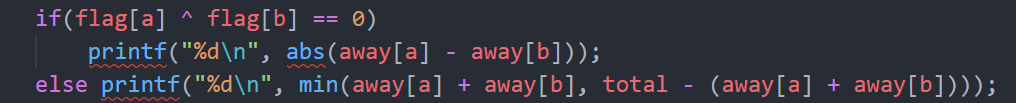 if(flag[a] ^ flag[b] == 0)
printf("%d\n", abs(away[a] - away[b]));
else printf("%d\n", min(away[a] + away[b], total - (away[a] + away[b])));